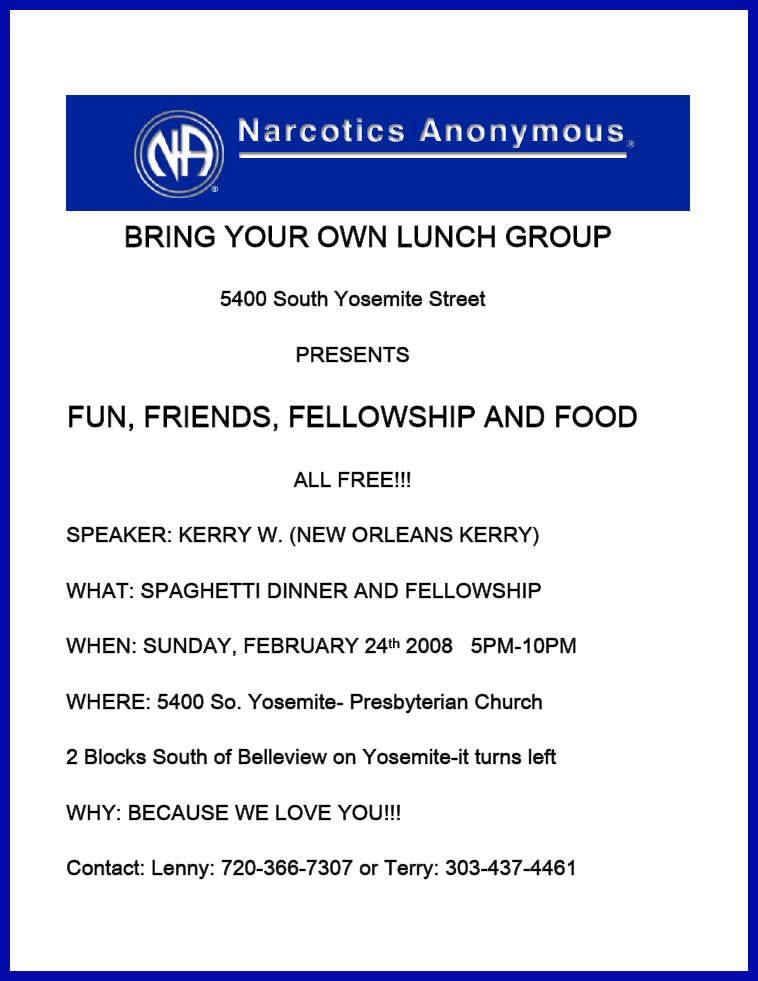 NA®
Narcotics Anonymous®
BRING YOUR OWN LUNCH GROUP
5400 South Yosemite Street
PRESENTS
FUN, FRIENDS, FELLOWSHIP AND FOOD
ALL FREE!!!
SPEAKER: KERRY W. (NEW ORLEANS KERRY)
WHAT: SPAGHETTI DINNER AND FELLOWSHIP
WHEN: SUNDAY, FEBRUARY 24th 2008 5PM-10PM
WHERE: 5400 So. Yosemite- Presbyterian Church
2 Blocks South of Belleview on Yosemite-it turns left
WHY: BECAUSE WE LOVE YOU!!!
Contact: Lenny: 720-366-7307 or Terry: 303-437-4461